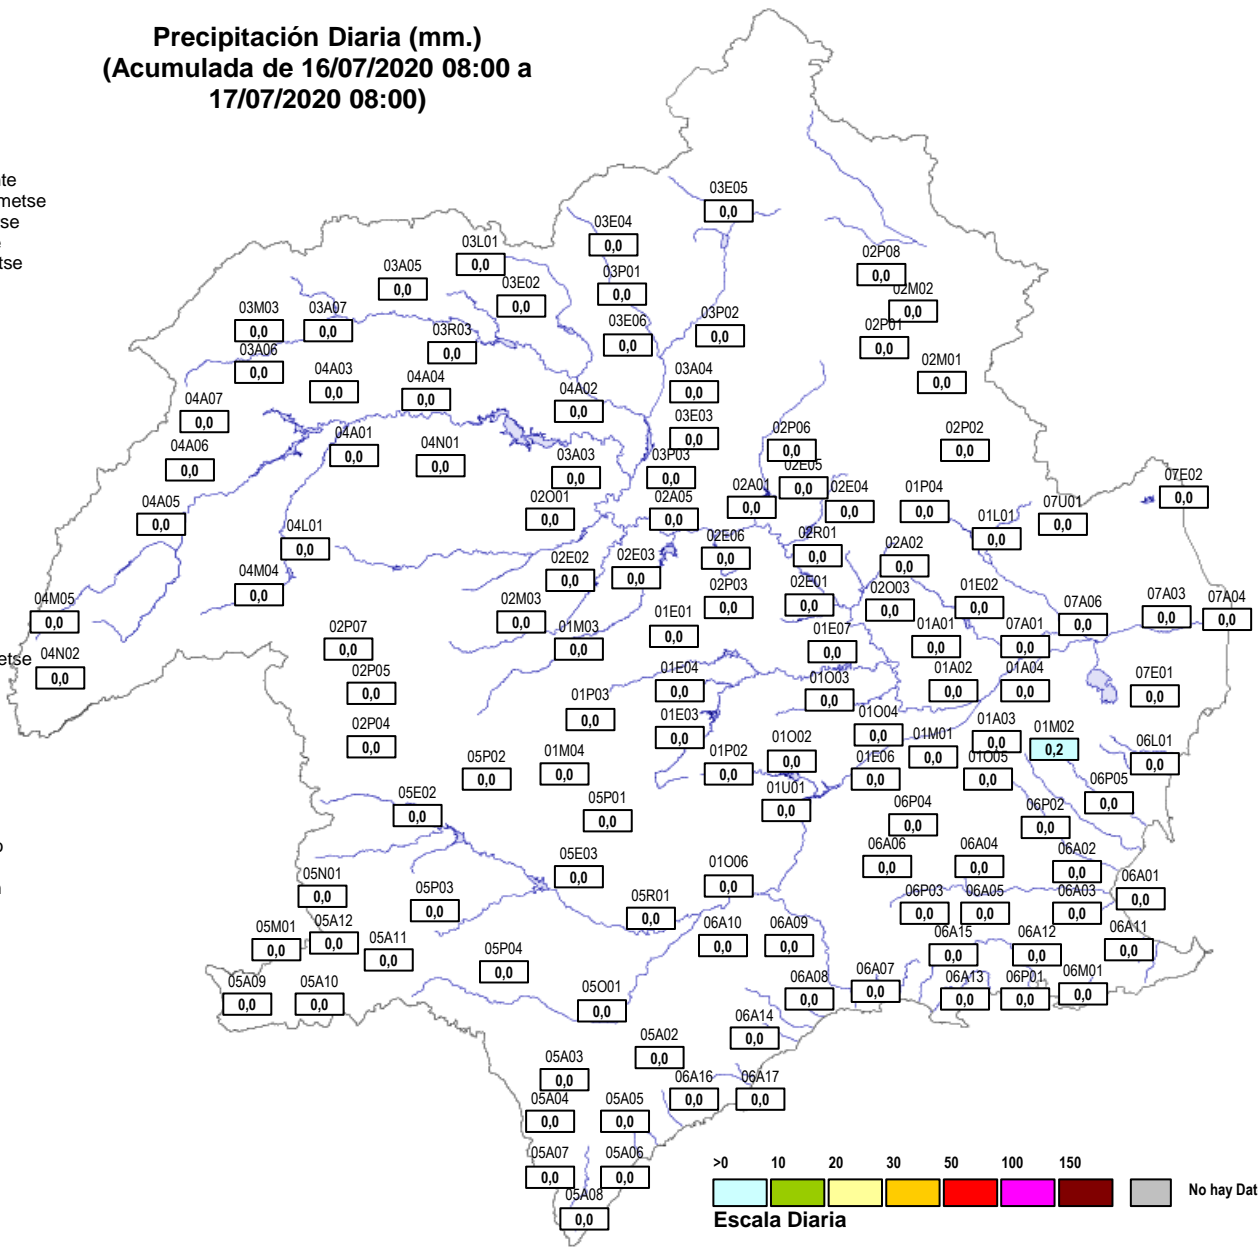 Precipitación Diaria (mm.)
(Acumulada de 16/07/2020 08:00 a
17/07/2020 08:00)
te
metse
se
tse
etse
03E05
0,0
03E04
0,0
03L01
0,0
02P08
0,0
03A05
0,0
03P01
0,0
03E02
0,0
02M02
0,0
03M03
0,0
03A07
0,0
03P02
0,0
03E06
0,0
02P01
0,0
03R03
0,0
03A06
0,0
02M01
0,0
04A03
0,0
04A04
0,0
03A04
0,0
04A02
0,0
04A07
0,0
03E03
0,0
02P06
0,0
02P02
0,0
04A01
0,0
04N01
0,0
04A06
0,0
03A03
0,0
03P03
0,0
02E05
0,0
07E02
0,0
02A01
0,0
02E04
0,0
01P04
0,0
04A05
0,0
02O01
0,0
02A05
0,0
07U01
0,0
01L01
0,0
04L01
0,0
02E06
0,0
02R01
0,0
02A02
0,0
02E02
0,0
02E03
0,0
04M04
0,0
02P03
0,0
02E01
0,0
02O03
0,0
01E02
0,0
04M05
0,0
02M03
0,0
07A06
0,0
07A03
0,0
07A04
0,0
01E01
0,0
02P07
0,0
01M03
0,0
01E07
0,0
01A01
0,0
07A01
0,0
04N02
0,0
02P05
0,0
01E04
0,0
01O03
0,0
01A02
0,0
01A04
0,0
07E01
0,0
01P03
0,0
02P04
0,0
01E03
0,0
01O04
0,0
01A03
0,0
01M02
0,2
01M01
0,0
01O02
0,0
06L01
0,0
05P02
0,0
01M04
0,0
01P02
0,0
01E06
0,0
01O05
0,0
05E02
0,0
05P01
0,0
01U01
0,0
06P05
0,0
06P04
0,0
06P02
0,0
05E03
0,0
06A06
0,0
06A04
0,0
06A02
0,0
05N01
0,0
05P03
0,0
01O06
0,0
06A01
0,0
05R01
0,0
06P03
0,0
06A05
0,0
06A03
0,0
05M01
0,0
05A12
0,0
05A11
0,0
06A10
0,0
06A09
0,0
06A15
0,0
06A12
0,0
06A11
0,0
05P04
0,0
05A09
0,0
05A10
0,0
05O01
0,0
06A08
0,0
06A07
0,0
06A13
0,0
06P01
0,0
06M01
0,0
06A14
0,0
05A02
0,0
05A03
0,0
06A16
0,0
06A17
0,0
05A04
0,0
05A05
0,0
05A07
0,0
05A06
0,0
05A08
0,0
>0 10 20 30 50 100 150
No hay Dat
Escala Diaria